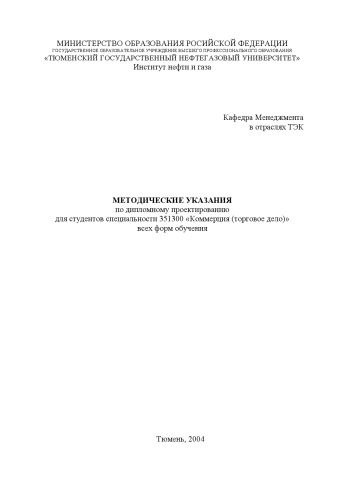 МИНИСТЕРСТВО ОБРАЗОВАНИЯ РОСИЙСКОЙ ФЕДЕРАЦИИ
ГОСУДАРСТВЕННОЕ ОБРАЗОВАТЕЛЬНОЕ УЧРЕЖДЕНИЕ ВЫСШЕГО ПРОФЕССИОНАЛЬНОГО ОБРАЗОВАНИЯ
«ТЮМЕНСКИЙ ГОСУДАРСТВЕННЫЙ НЕФТЕГАЗОВЫЙ УНИВЕРСИТЕТ»
Институт нефти и газа
Кафедра Менеджмента
в отраслях ТЭК
МЕТОДИЧЕСКИЕ УКАЗАНИЯ
по дипломному проектированию
для студентов специальности 351300 «Коммерция (торговое дело)»
всех форм обучения
Тюмень, 2004